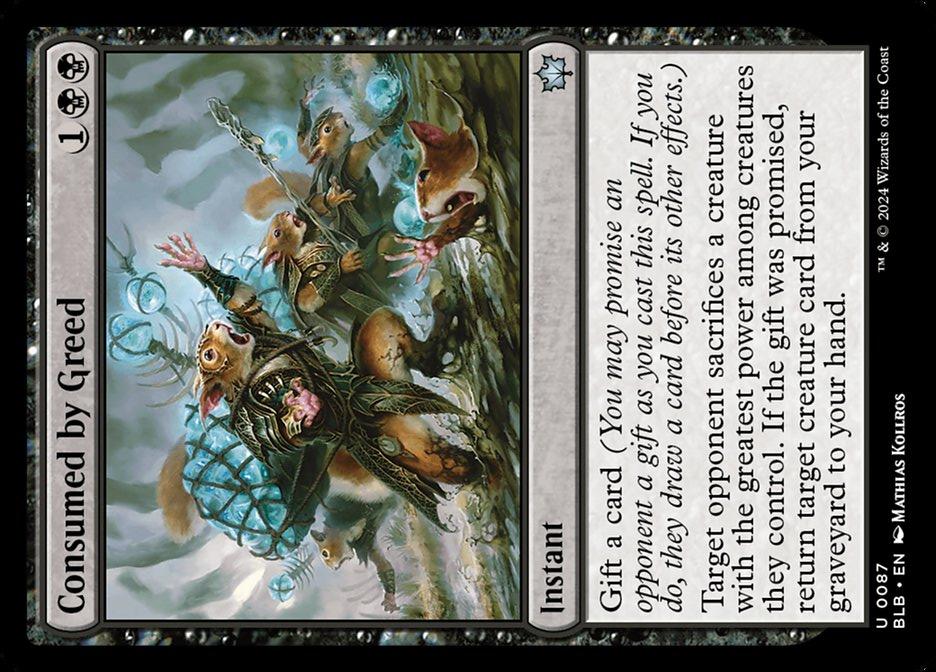 Consumed by Greed
1
Instant
Gift a card (You may promise an
opponent a gift as you cast this spell. If you
do, they draw a card before its other effects.)
Target opponent sacrifices a creature
with the greatest power among creatures
they control. If the gift was promised,
return target creature card from your
graveyard to your hand.
U 0087
BLB • EN MATHIAS KOLLROS
™ & © 2024 Wizards of the Coast